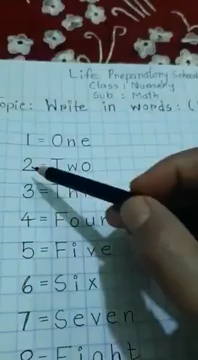 Life Preparatory School
Class: Nursery
Sub: Math
Topic: Write in words: (
1 = One
2 = Two
3 =
4 = Four
5 = Five
6 = Six
7 = Seven
8 = Eight